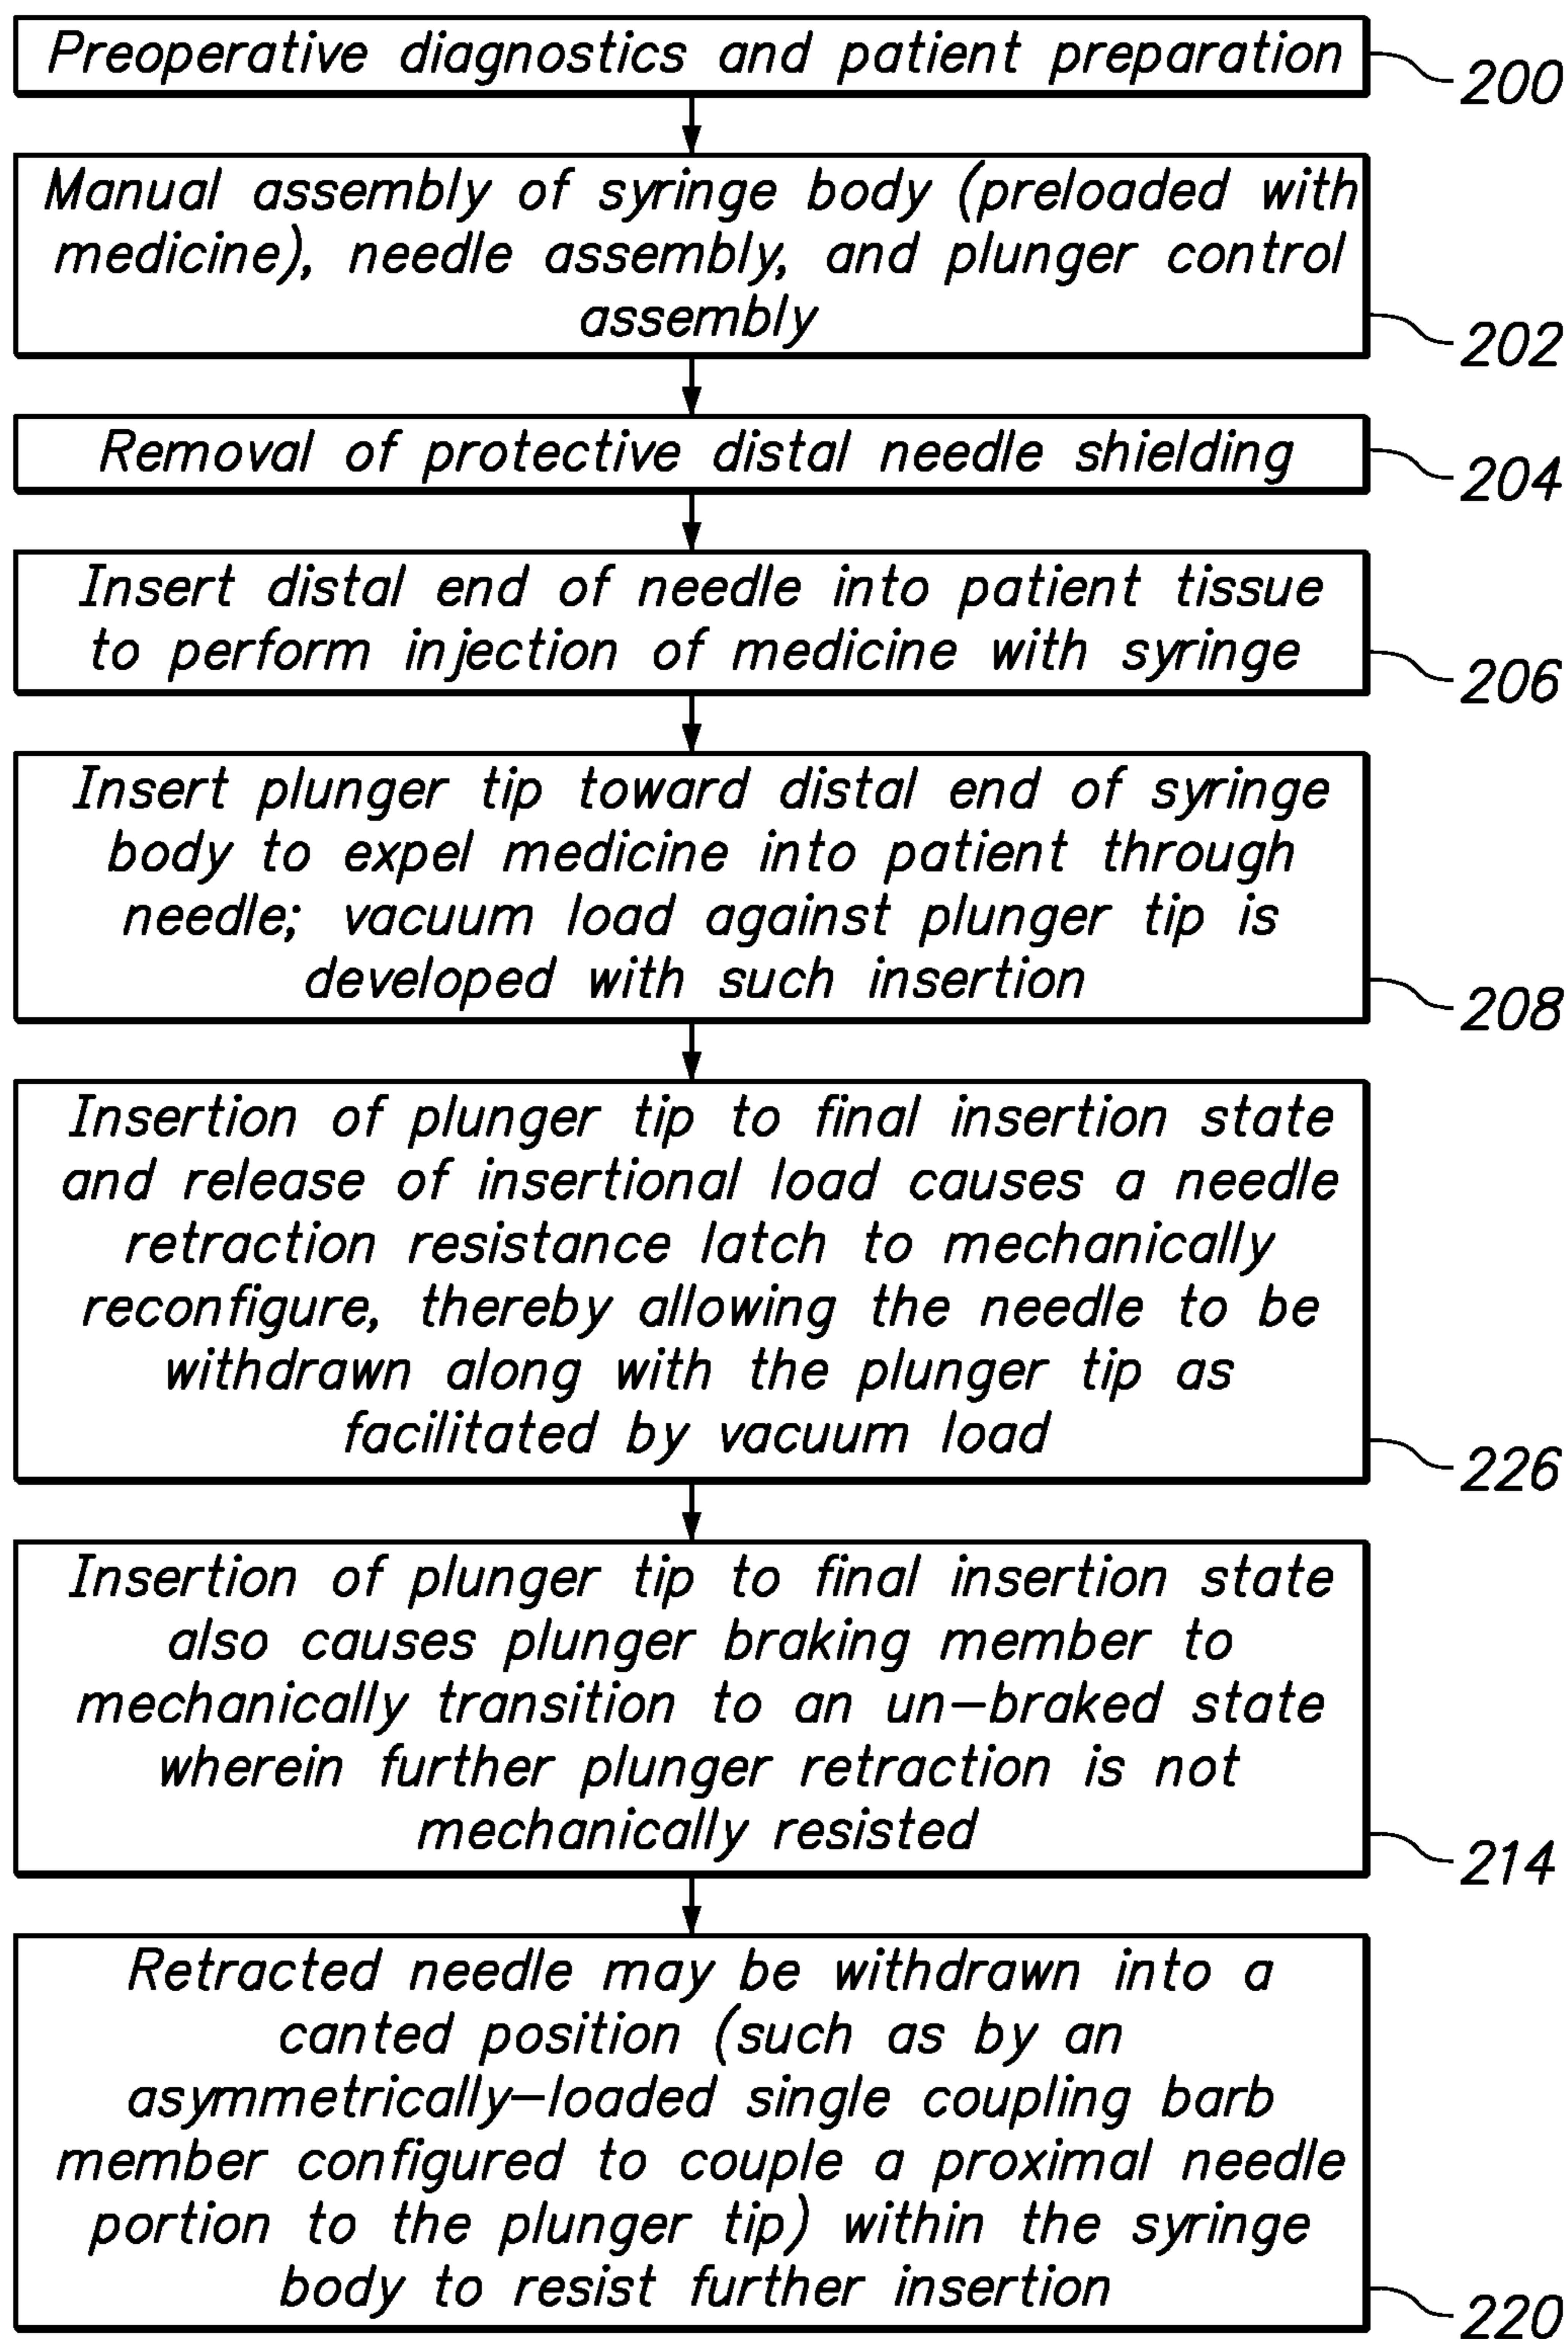 Preoperative diagnostics and patient preparation
200
Manual assembly of syringe body (preloaded with
medicine), needle assembly, and plunger control
assembly
202
Removal of protective distal needle shielding
204
Insert distal end of needle into patient tissue
to perform injection of medicine with syringe
206
Insert plunger tip toward distal end of syringe
body to expel medicine into patient through
needle; vacuum load against plunger tip is
developed with such insertion
208
Insertion of plunger tip to final insertion state
and release of insertional load causes a needle
retraction resistance latch to mechanically
reconfigure, thereby allowing the needle to be
withdrawn along with the plunger tip as
facilitated by vacuum load
226
Insertion of plunger tip to final insertion state
also causes plunger braking member to
mechanically transition to an un-braked state
wherein further plunger retraction is not
mechanically resisted
214
Retracted needle may be withdrawn into a
canted position (such as by an
asymmetrically-loaded single coupling barb
member configured to couple a proximal needle
portion to the plunger tip) within the syringe
body to resist further insertion
220